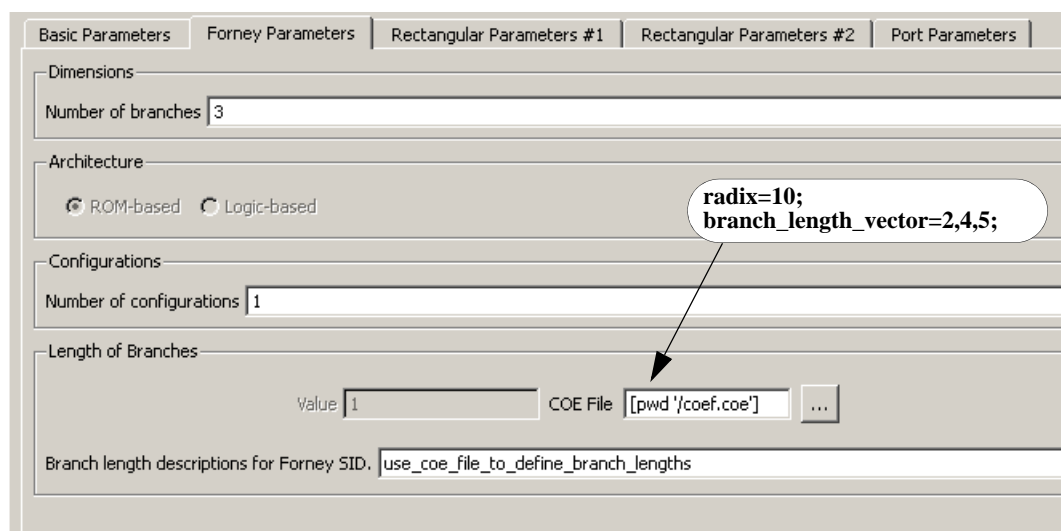 Basic Parameters Forney Parameters Rectangular Parameters #1 Rectangular Parameters #2 Port Parameters
Dimensions
Number of branches 3
Architecture
ROM-based Logic-based
radix=10;
branch_length_vector=2,4,5;
Configurations
Number of configurations 1
Length of Branches
Value 1 COE File [pwd '/coef.coe'] ...
Branch length descriptions for Forney SID. use_coe_file_to_define_branch_lengths